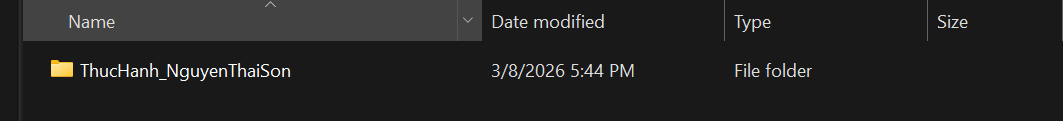 Name Date modified Type Size
ThucHanh_NguyenThaiSon 3/8/2026 5:44 PM File folder